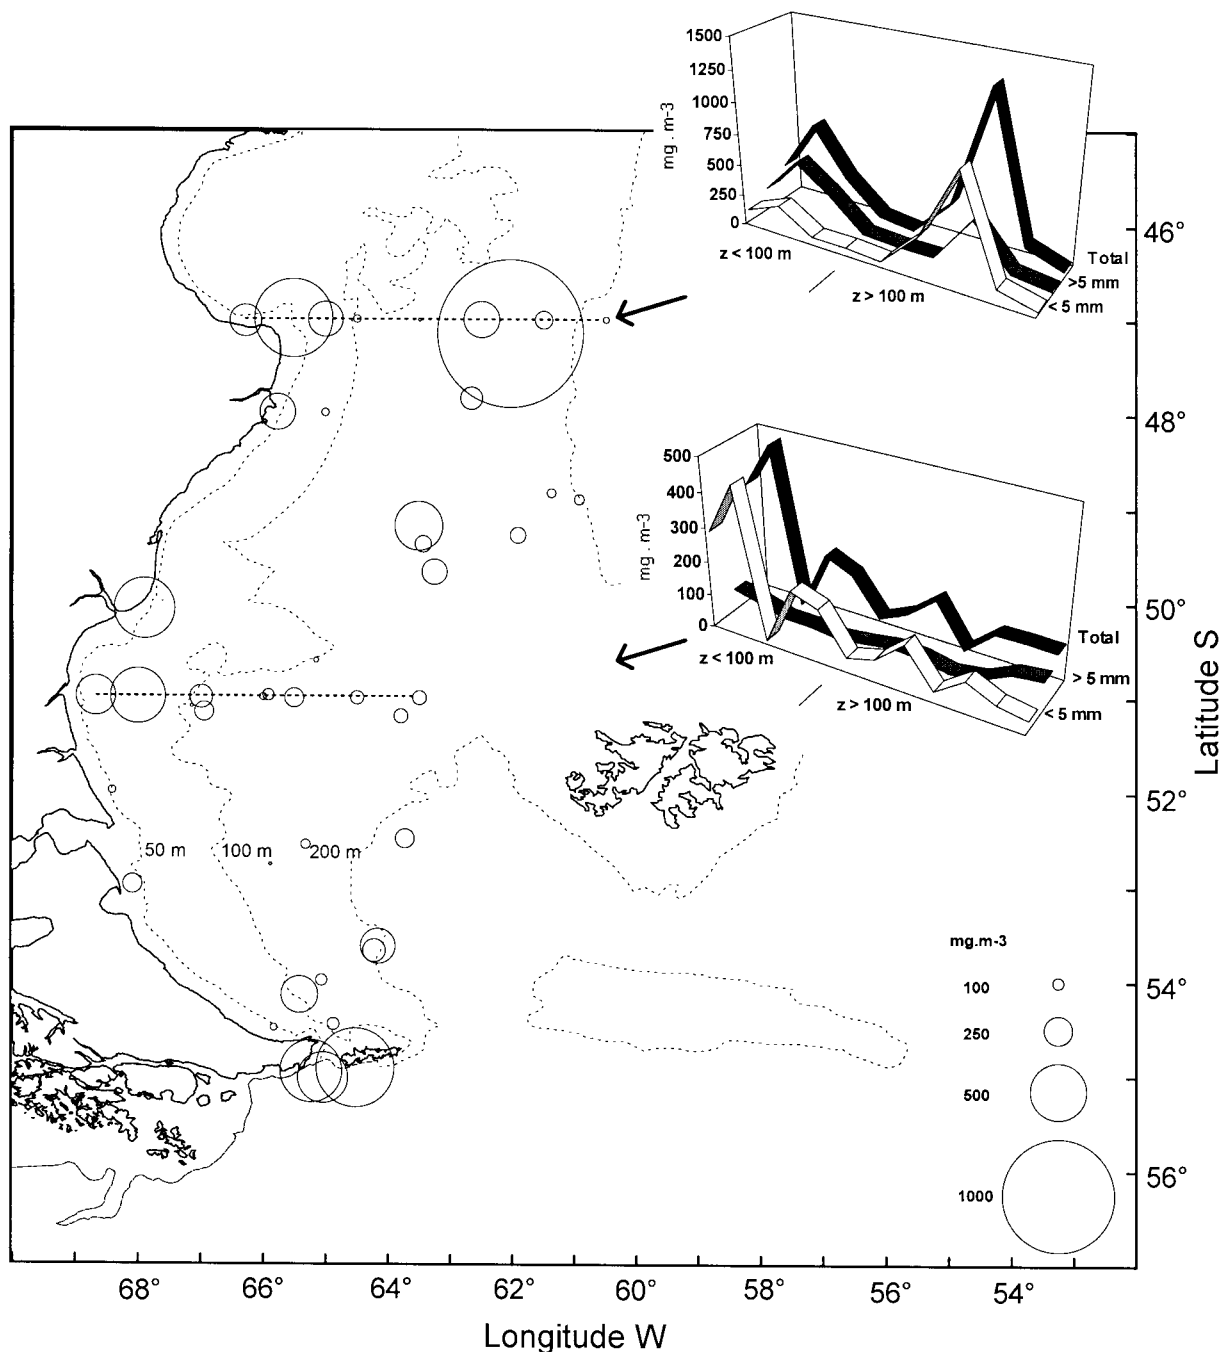 1500
1250
1000
750
500
250
0
mg. m-3
z < 100 m
z > 100 m
Total
>5 mm
< 5 mm
46°
48°
500
400
300
200
100
0
mg. m-3
z < 100 m
z > 100 m
Total
> 5 mm
< 5 mm
50°
Latitude S
52°
50 m 100 m 200 m
mg.m-3
100
250
500
1000
54°
56°
68° 66° 64° 62° 60° 58° 56° 54°
Longitude W